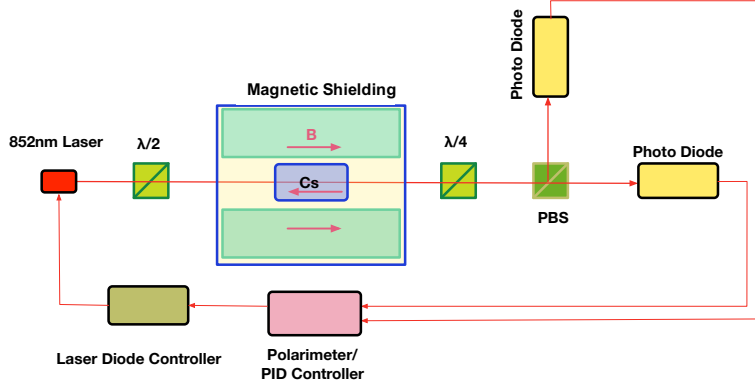 Photo Diode
Magnetic Shielding
B
852nm Laser
λ/2
λ/4
Photo Diode
Cs
PBS
Laser Diode Controller
Polarimeter/
PID Controller